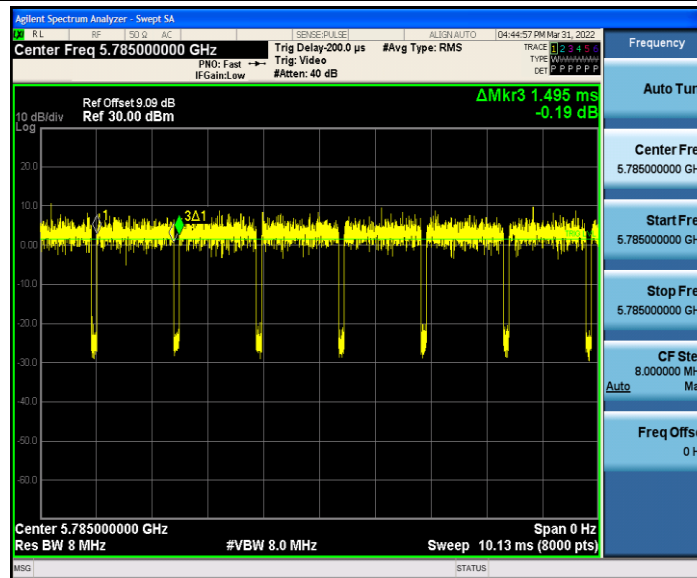 Agilent Spectrum Analyzer - Swept SA
LXI RL RF 50 Ω AC SENSE:PULSE ALIGN AUTO 04:44:57 PM Mar 31, 2022
Center Freq 5.785000000 GHz
PNO: Fast
IFGain:Low
Trig Delay-200.0 µs
Trig: Video
#Atten: 40 dB
#Avg Type: RMS
TRACE 1 2 3 4 5 6
TYPE W
DET P P P P P P
ΔMkr3 1.495 ms
-0.19 dB
Ref Offset 9.09 dB
10 dB/div Ref 30.00 dBm
Log
20.0
10.0
0.00
-10.0
-20.0
-30.0
-40.0
-50.0
-60.0
1
3Δ1
Center 5.785000000 GHz Span 0 Hz
Res BW 8 MHz #VBW 8.0 MHz Sweep 10.13 ms (8000 pts)
MSG STATUS
Frequency
Auto Tun
Center Fre
5.785000000 GH
Start Fre
5.785000000 GH
Stop Fre
5.785000000 GH
CF Ste
8.000000 MH
Auto Ma
Freq Offse
0 H